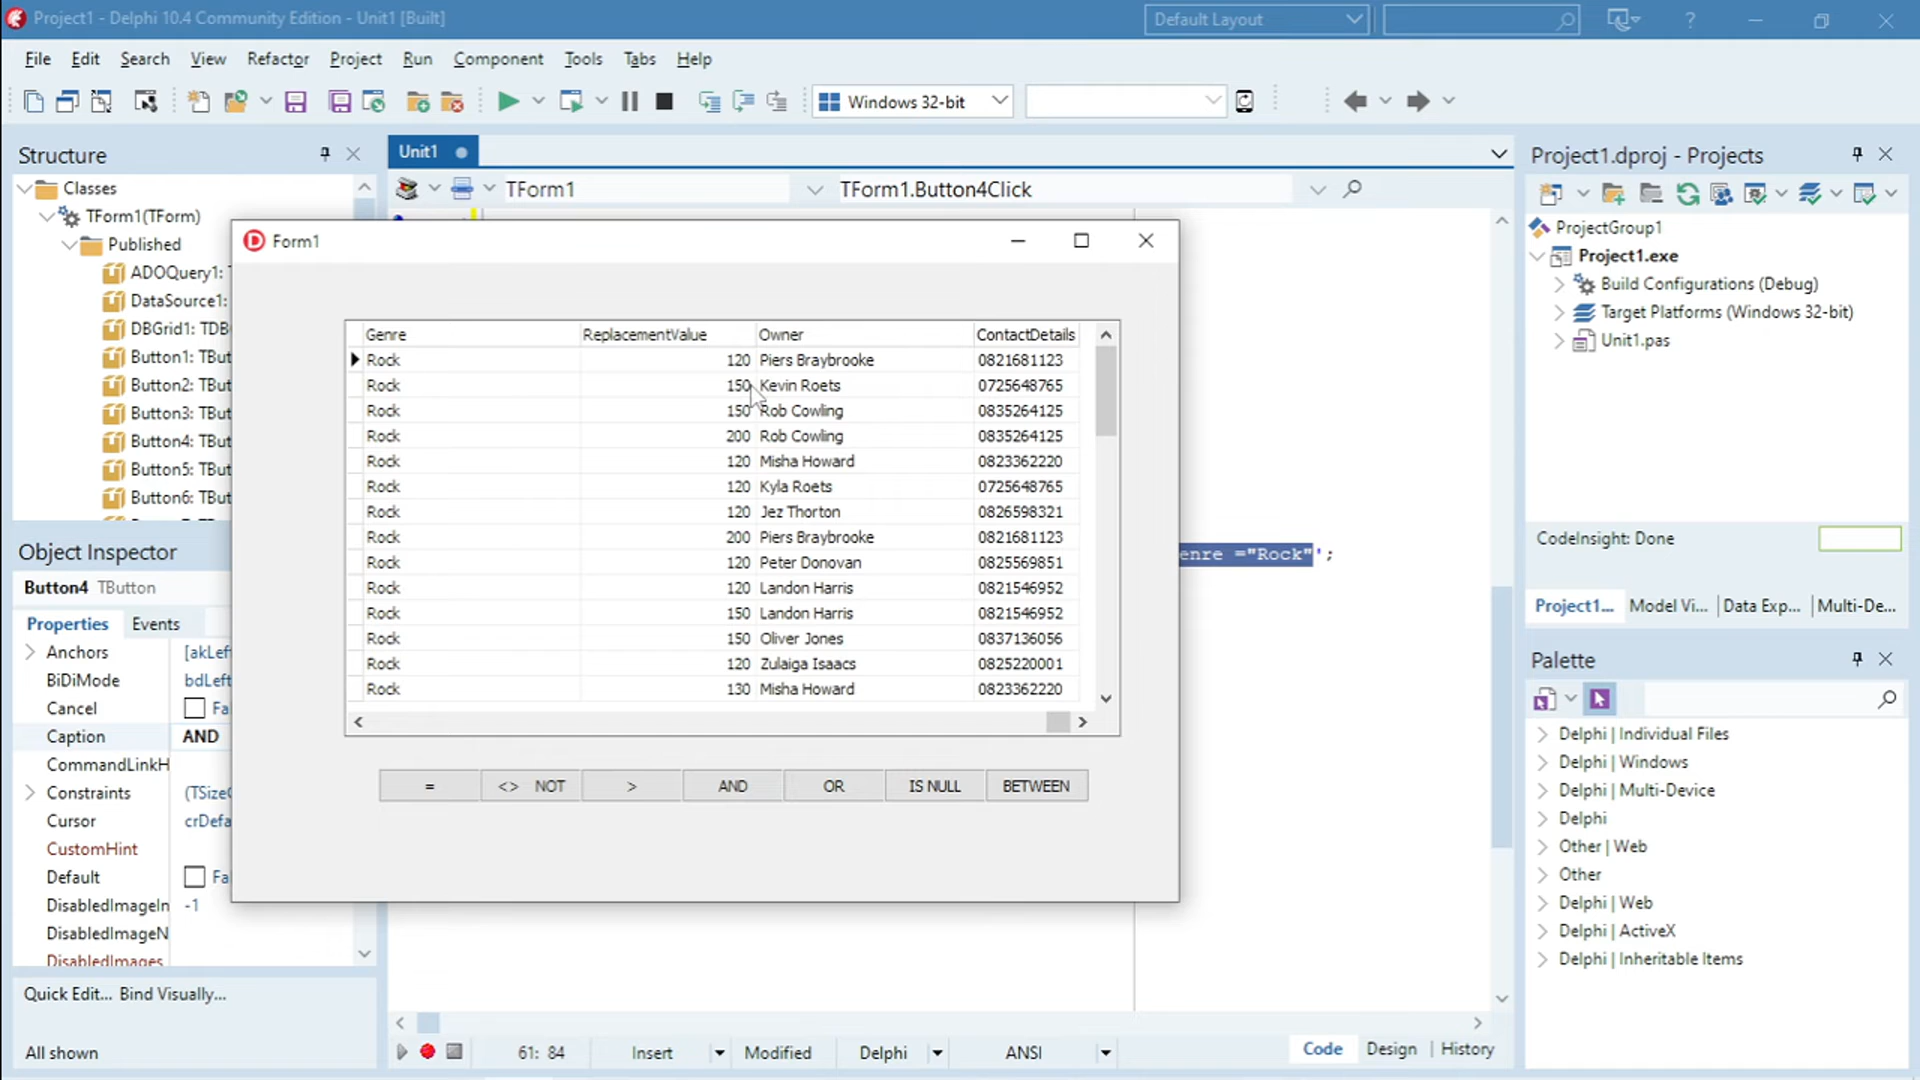 Project1 - Delphi 10.4 Community Edition - Unit1 [Built]
Default Layout
?
File Edit Search View Refactor Project Run Component Tools Tabs Help
Windows 32-bit
Structure
Classes
TForm1(TForm)
Published
ADOQuery1: T
DataSource1:
DBGrid1: TDB
Button1: TBut
Button2: TBut
Button3: TBut
Button4: TBut
Button5: TBut
Button6: TBut
Unit1
TForm1
TForm1.Button4Click
Form1
Genre ReplacementValue Owner ContactDetails
Rock 120 Piers Braybrooke 0821681123
Rock 150 Kevin Roets 0725648765
Rock 150 Rob Cowling 0835264125
Rock 200 Rob Cowling 0835264125
Rock 120 Misha Howard 0823362220
Rock 120 Kyla Roets 0725648765
Rock 120 Jez Thorton 0826598321
Rock 200 Piers Braybrooke 0821681123
Rock 120 Peter Donovan 0825569851
Rock 120 Landon Harris 0821546952
Rock 150 Landon Harris 0821546952
Rock 150 Oliver Jones 0837136056
Rock 120 Zulaiga Isaacs 0825220001
Rock 130 Misha Howard 0823362220
= <> NOT > AND OR IS NULL BETWEEN
enre ="Rock"';
Object Inspector
Button4 TButton
Properties Events
Anchors [akLeft
BiDiMode bdLeft
Cancel Fa
Caption AND
CommandLinkH
Constraints (TSize
Cursor crDefa
CustomHint
Default Fa
DisabledImageIn -1
DisabledImageN
DisabledImages
Quick Edit... Bind Visually...
All shown
61: 84 Insert Modified Delphi ANSI
Code Design History
Project1.dproj - Projects
ProjectGroup1
Project1.exe
Build Configurations (Debug)
Target Platforms (Windows 32-bit)
Unit1.pas
CodeInsight: Done
Project1... Model Vi... Data Exp... Multi-De...
Palette
Delphi | Individual Files
Delphi | Windows
Delphi | Multi-Device
Delphi
Other | Web
Other
Delphi | Web
Delphi | ActiveX
Delphi | Inheritable Items